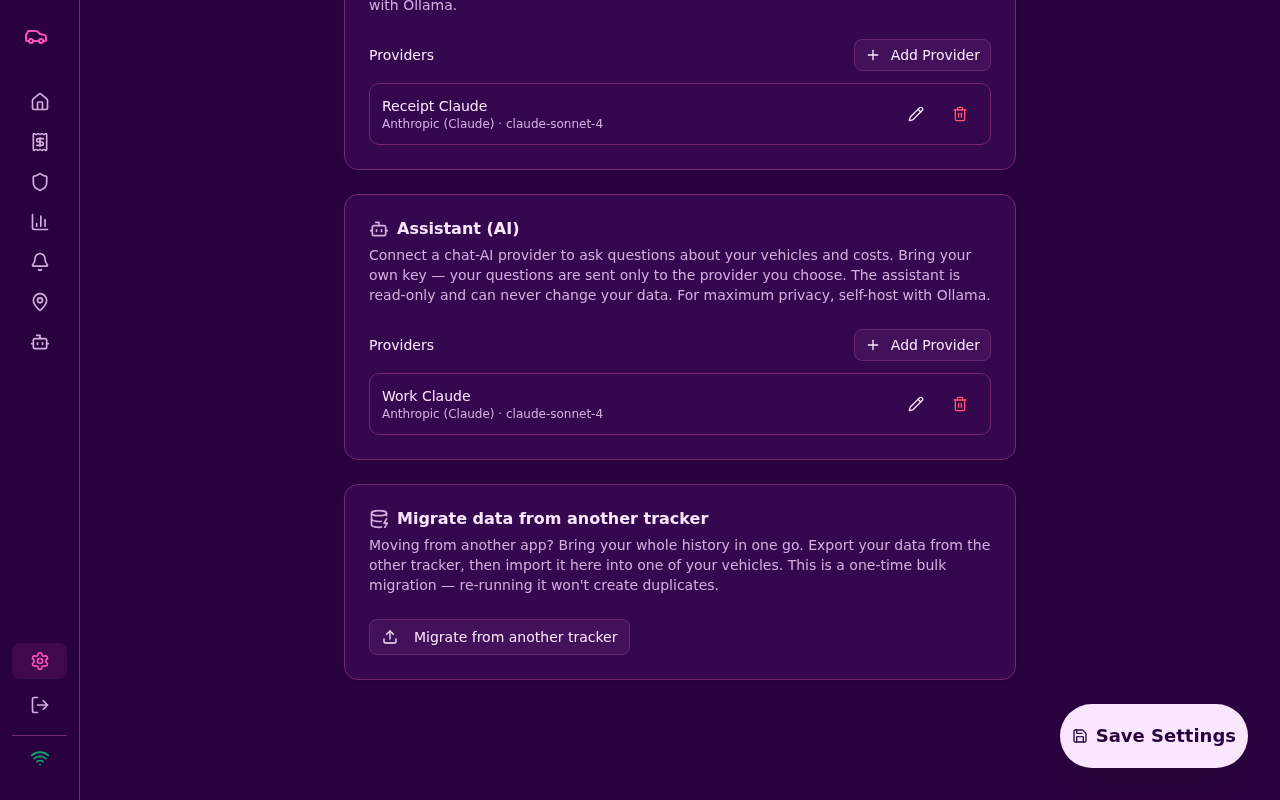 with Ollama.
Providers
Add Provider
Receipt Claude
Anthropic (Claude) · claude-sonnet-4
Assistant (AI)
Connect a chat-AI provider to ask questions about your vehicles and costs. Bring your
own key — your questions are sent only to the provider you choose. The assistant is
read-only and can never change your data. For maximum privacy, self-host with Ollama.
Providers
Add Provider
Work Claude
Anthropic (Claude) · claude-sonnet-4
Migrate data from another tracker
Moving from another app? Bring your whole history in one go. Export your data from the
other tracker, then import it here into one of your vehicles. This is a one-time bulk
migration — re-running it won't create duplicates.
Migrate from another tracker
Save Settings